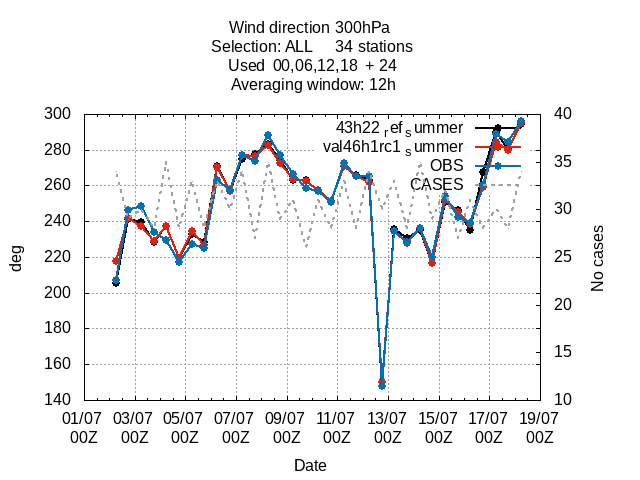 Wind direction 300hPa
Selection: ALL 34 stations
Used 00,06,12,18 + 24
Averaging window: 12h
300 280 260 240 220 200 180 160 140
deg
40 35 30 25 20 15 10
No cases
43h22_ref_summer
val46h1rc1_summer
OBS
CASES
01/07 03/07 05/07 07/07 09/07 11/07 13/07 15/07 17/07 19/07
00Z 00Z 00Z 00Z 00Z 00Z 00Z 00Z 00Z 00Z
Date